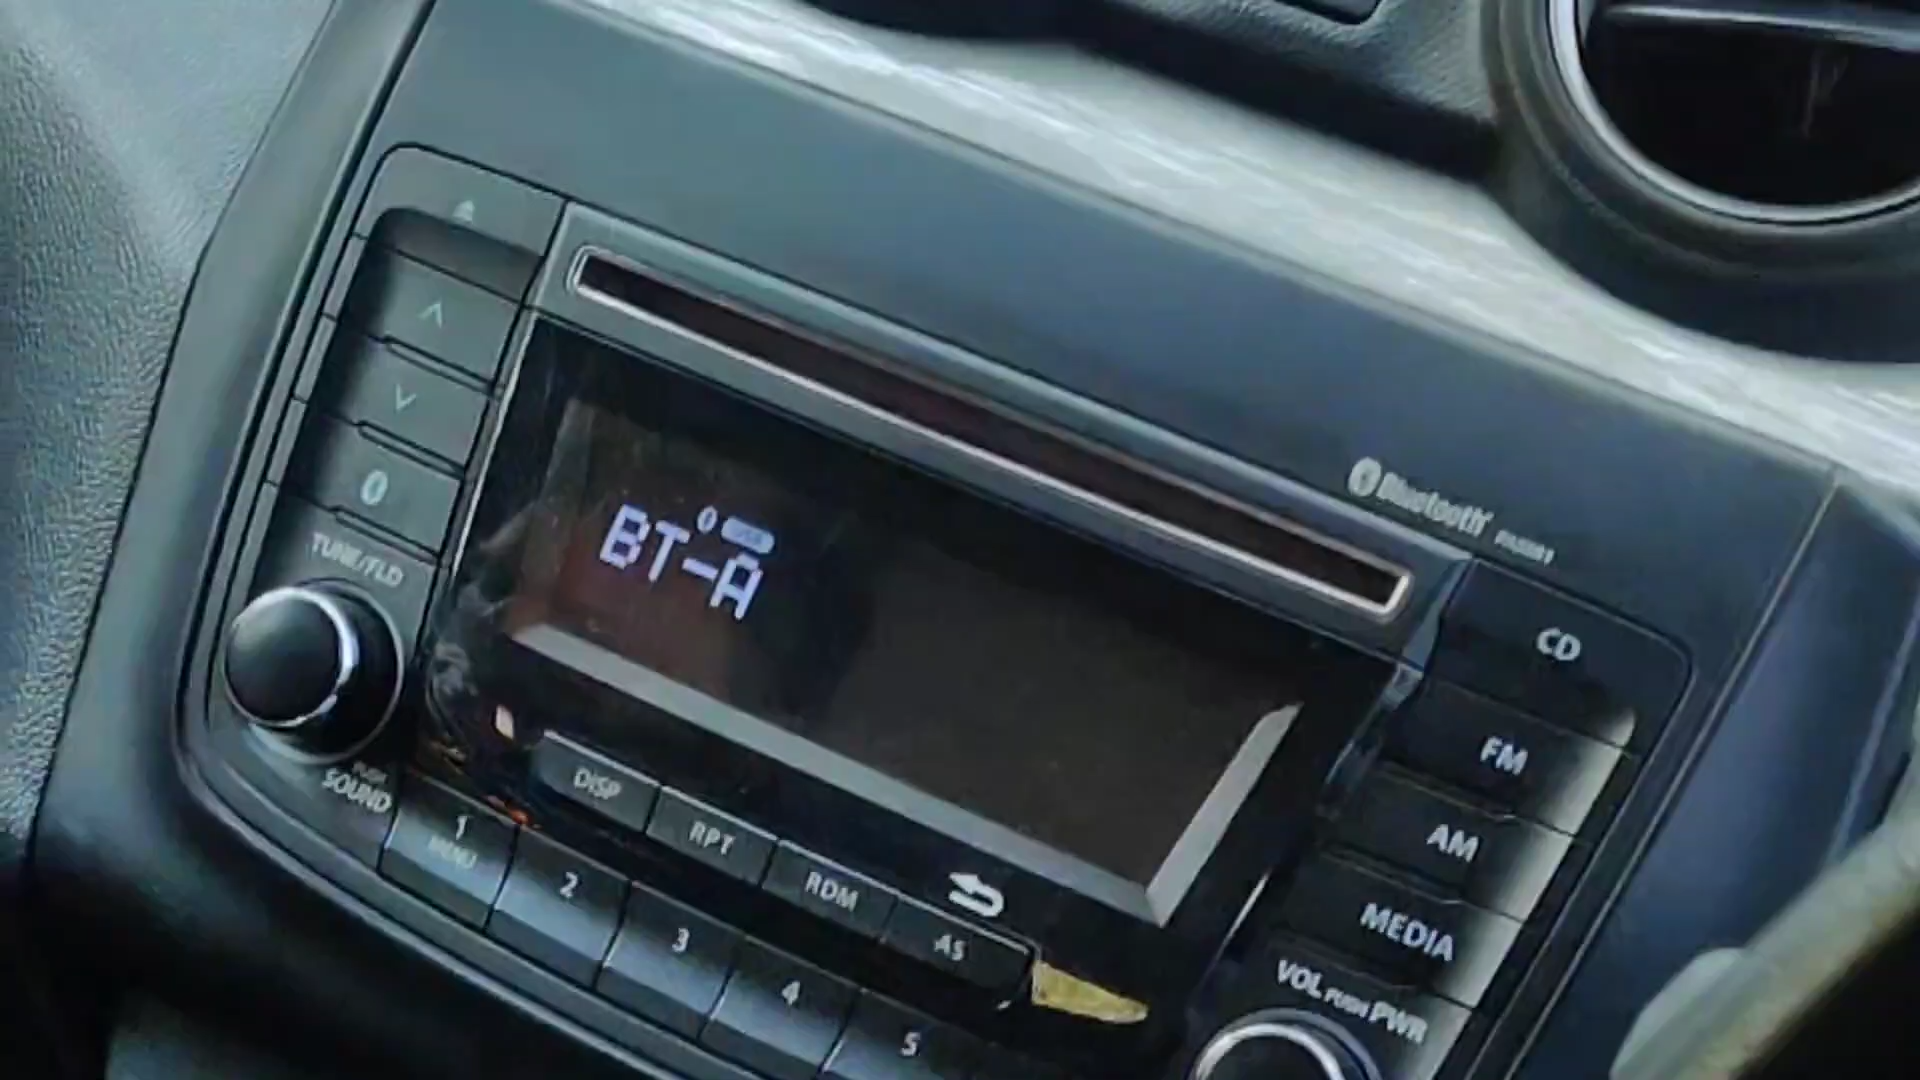 Bluetooth
USB
BT-A
TUNE/FLD
PUSH
SOUND
DISP
RPT
RDM
AS
1
MENU
2
3
4
5
CD
FM
AM
MEDIA
VOL PUSH PWR